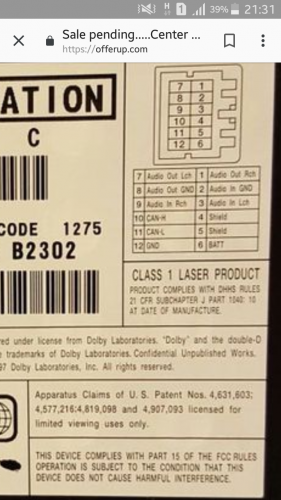 39% 21:31
Sale pending.....Center ...
https://offerup.com
ATION
C
CODE 1275
B2302
7 1
8 2
9 3
10 4
11 5
12 6
7 Audio Out Lch 1 Audio Out Rch
8 Audio Out GND 2 Audio In GND
9 Audio In Rch 3 Audio In Lch
10 CAN-H 4 Shield
11 CAN-L 5 Shield
12 GND 6 BATT
CLASS 1 LASER PRODUCT
PRODUCT COMPLIES WITH DHHS RULES
21 CFR SUBCHAPTER J PART 1040: 10
AT DATE OF MANUFACTURE.
red under license from Dolby Laboratories. "Dolby" and the double-D
trademarks of Dolby Laboratories. Confidential Unpublished Works.
97 Dolby Laboratories, Inc. All rights reserved.
Apparatus Claims of U.S. Patent Nos. 4,631,603;
4,577,216;4,819,098 and 4,907,093 licensed for
limited viewing uses only.
THIS DEVICE COMPLIES WITH PART 15 OF THE FCC RULES
OPERATION IS SUBJECT TO THE CONDITION THAT THIS
DEVICE DOES NOT CAUSE HARMFUL INTERFERENCE.